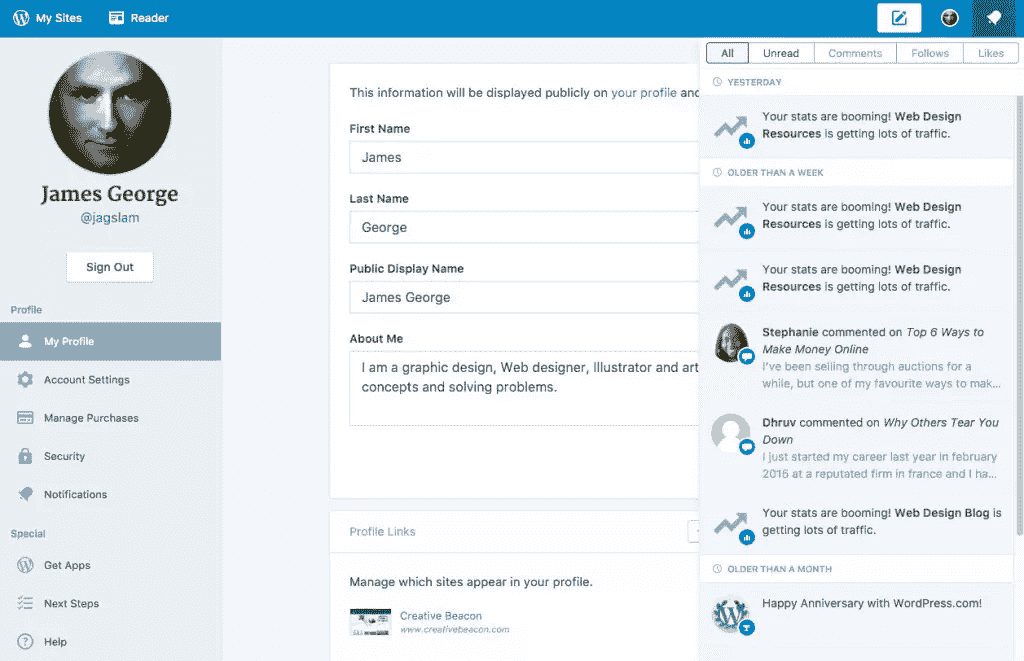 My Sites
Reader
James George
@jagslam
Sign Out
Profile
My Profile
Account Settings
Manage Purchases
Security
Notifications
Special
Get Apps
Next Steps
Help
This information will be displayed publicly on your profile and
First Name
James
Last Name
George
Public Display Name
James George
About Me
I am a graphic design, Web designer, Illustrator and art
concepts and solving problems.
Profile Links
Manage which sites appear in your profile.
Creative Beacon
www.creativebeacon.com
All
Unread
Comments
Follows
Likes
YESTERDAY
Your stats are booming! Web Design
Resources is getting lots of traffic.
OLDER THAN A WEEK
Your stats are booming! Web Design
Resources is getting lots of traffic.
Your stats are booming! Web Design
Resources is getting lots of traffic.
Stephanie commented on Top 6 Ways to
Make Money Online
I've been selling through auctions for a
while, but one of my favourite ways to mak...
Dhruv commented on Why Others Tear You
Down
I just started my career last year in february
2016 at a reputated firm in france and I ha...
Your stats are booming! Web Design Blog is
getting lots of traffic.
OLDER THAN A MONTH
Happy Anniversary with WordPress.com!